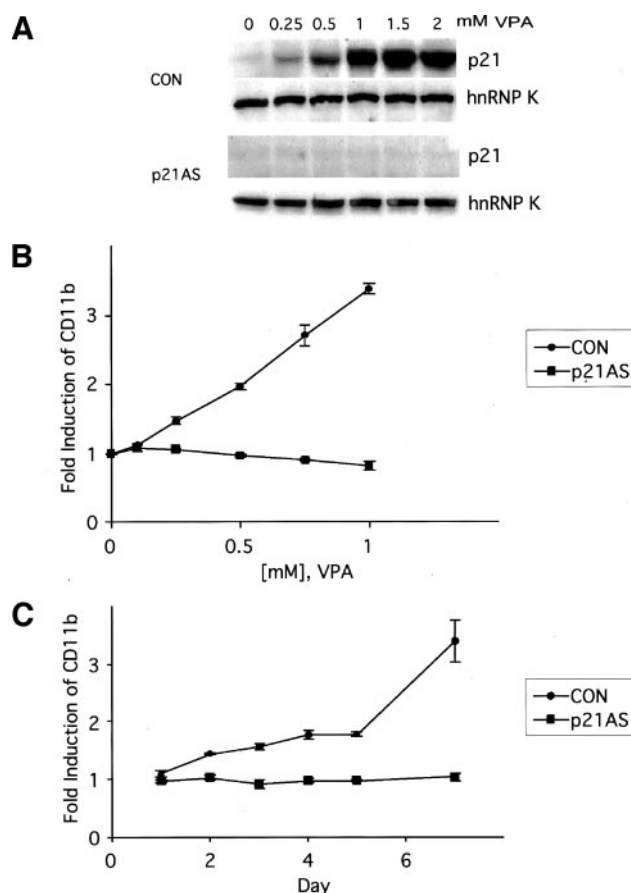 A
0 0.25 0.5 1 1.5 2 mM VPA
CON
p21
hnRNP K
p21AS
p21
hnRNP K
B
Fold Induction of CD11b
3
2
1
0
0 0.5 1
[mM], VPA
CON
p21AS
C
Fold Induction of CD11b
3
2
1
0
0 2 4 6
Day
CON
p21AS